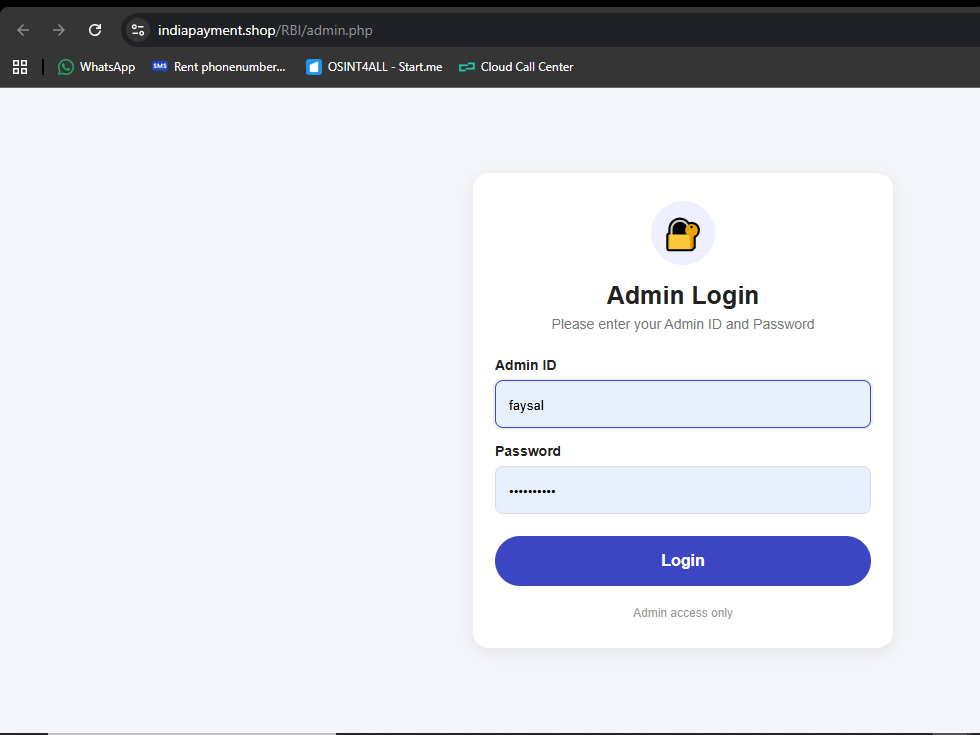 indiapayment.shop/RBI/admin.php
WhatsApp SMS Rent phonenumber... OSINT4ALL - Start.me Cloud Call Center
Admin Login
Please enter your Admin ID and Password
Admin ID
faysal
Password
••••••••••
Login
Admin access only